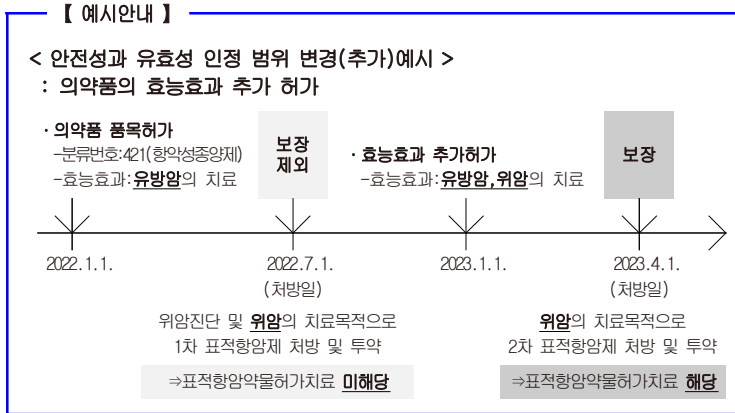 【 예시안내 】
< 안전성과 유효성 인정 범위 변경(추가)예시 >
: 의약품의 효능효과 추가 허가
· 의약품 품목허가
-분류번호:421(항악성종양제)
-효능효과:유방암의 치료
보장
제외
· 효능효과 추가허가
-효능효과:유방암,위암의 치료
보장
2022.1.1.
2022.7.1.
(처방일)
2023.1.1.
2023.4.1.
(처방일)
위암진단 및 위암의 치료목적으로
1차 표적항암제 처방 및 투약
⇒표적항암약물허가치료 미해당
위암의 치료목적으로
2차 표적항암제 처방 및 투약
⇒표적항암약물허가치료 해당